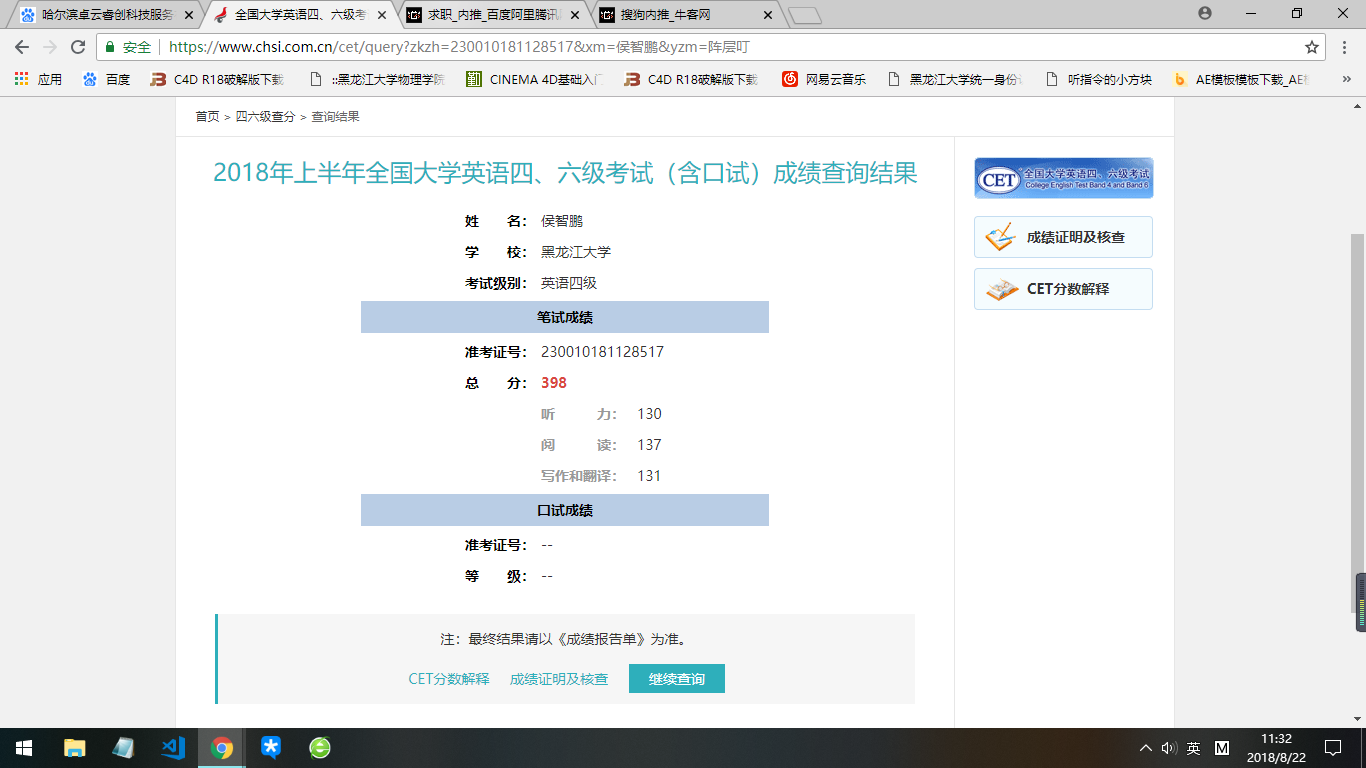 哈尔滨卓云睿创科技服务
全国大学英语四、六级考
求职_内推_百度阿里腾讯
搜狗内推_牛客网
安全 https://www.chsi.com.cn/cet/query?zkzh=230010181128517&xm=侯智鹏&yzm=阵层叮
应用 百度 C4D R18破解版下载 ::黑龙江大学物理学院 CINEMA 4D基础入门 C4D R18破解版下载 网易云音乐 黑龙江大学统一身份 听指令的小方块 AE模板模板下载_AE »
首页 > 四六级查分 > 查询结果
2018年上半年全国大学英语四、六级考试（含口试）成绩查询结果
姓 名： 侯智鹏
学 校： 黑龙江大学
考试级别： 英语四级
笔试成绩
准考证号： 230010181128517
总 分： 398
听 力： 130
阅 读： 137
写作和翻译： 131
口试成绩
准考证号： --
等 级： --
注：最终结果请以《成绩报告单》为准。
CET分数解释 成绩证明及核查 继续查询
CET 全国大学英语四、六级考试
College English Test Band 4 and Band 6
成绩证明及核查
CET分数解释
英 M
11:32
2018/8/22